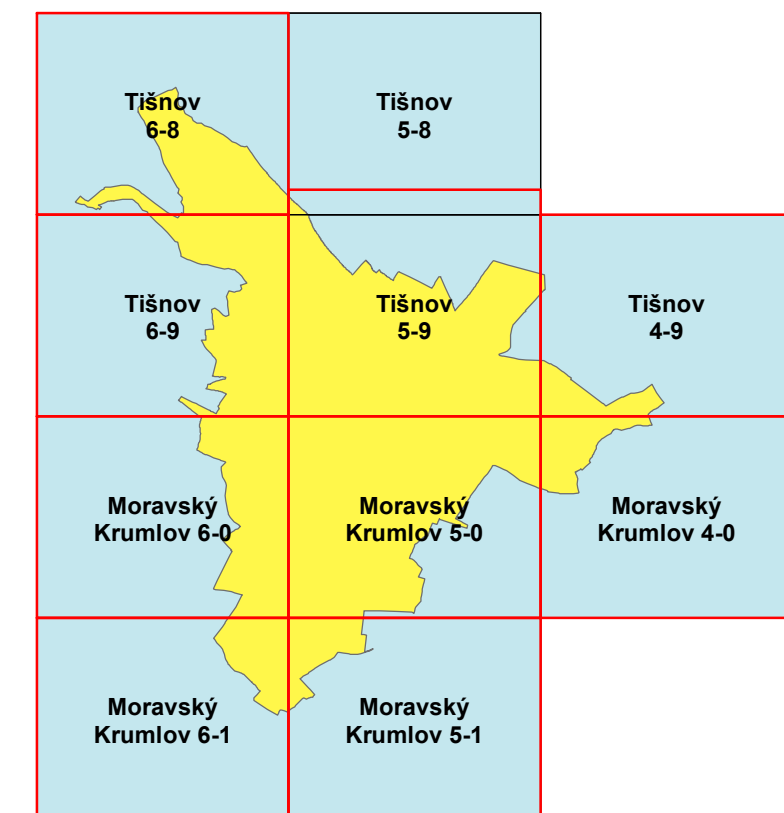 Tišnov
6-8
Tišnov
5-8
Tišnov
6-9
Tišnov
5-9
Tišnov
4-9
Moravský
Krumlov 6-0
Moravský
Krumlov 5-0
Moravský
Krumlov 4-0
Moravský
Krumlov 6-1
Moravský
Krumlov 5-1